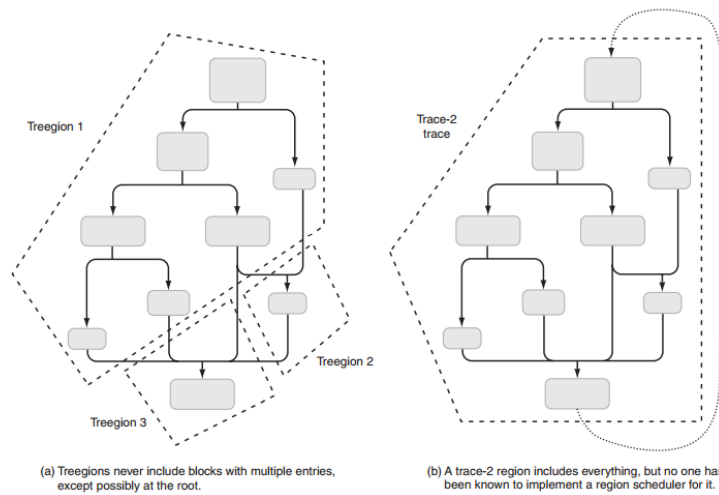 Treegion 1
Treegion 2
Treegion 3
(a) Treegions never include blocks with multiple entries,
except possibly at the root.
Trace-2
trace
(b) A trace-2 region includes everything, but no one has
been known to implement a region scheduler for it.